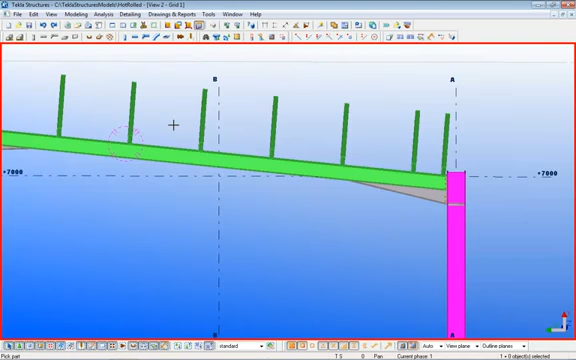 Tekla Structures - C:\TeklaStructuresModels\HotRolled - [View 2 - Grid 1]
File Edit View Modeling Analysis Detailing Drawings & Reports Tools Window Help
B A
+7000 +7000
B A
standard Auto View plane Outline planes
Pick part T S 0 Pan Current phase: 1 1 + 0 object(s) selected